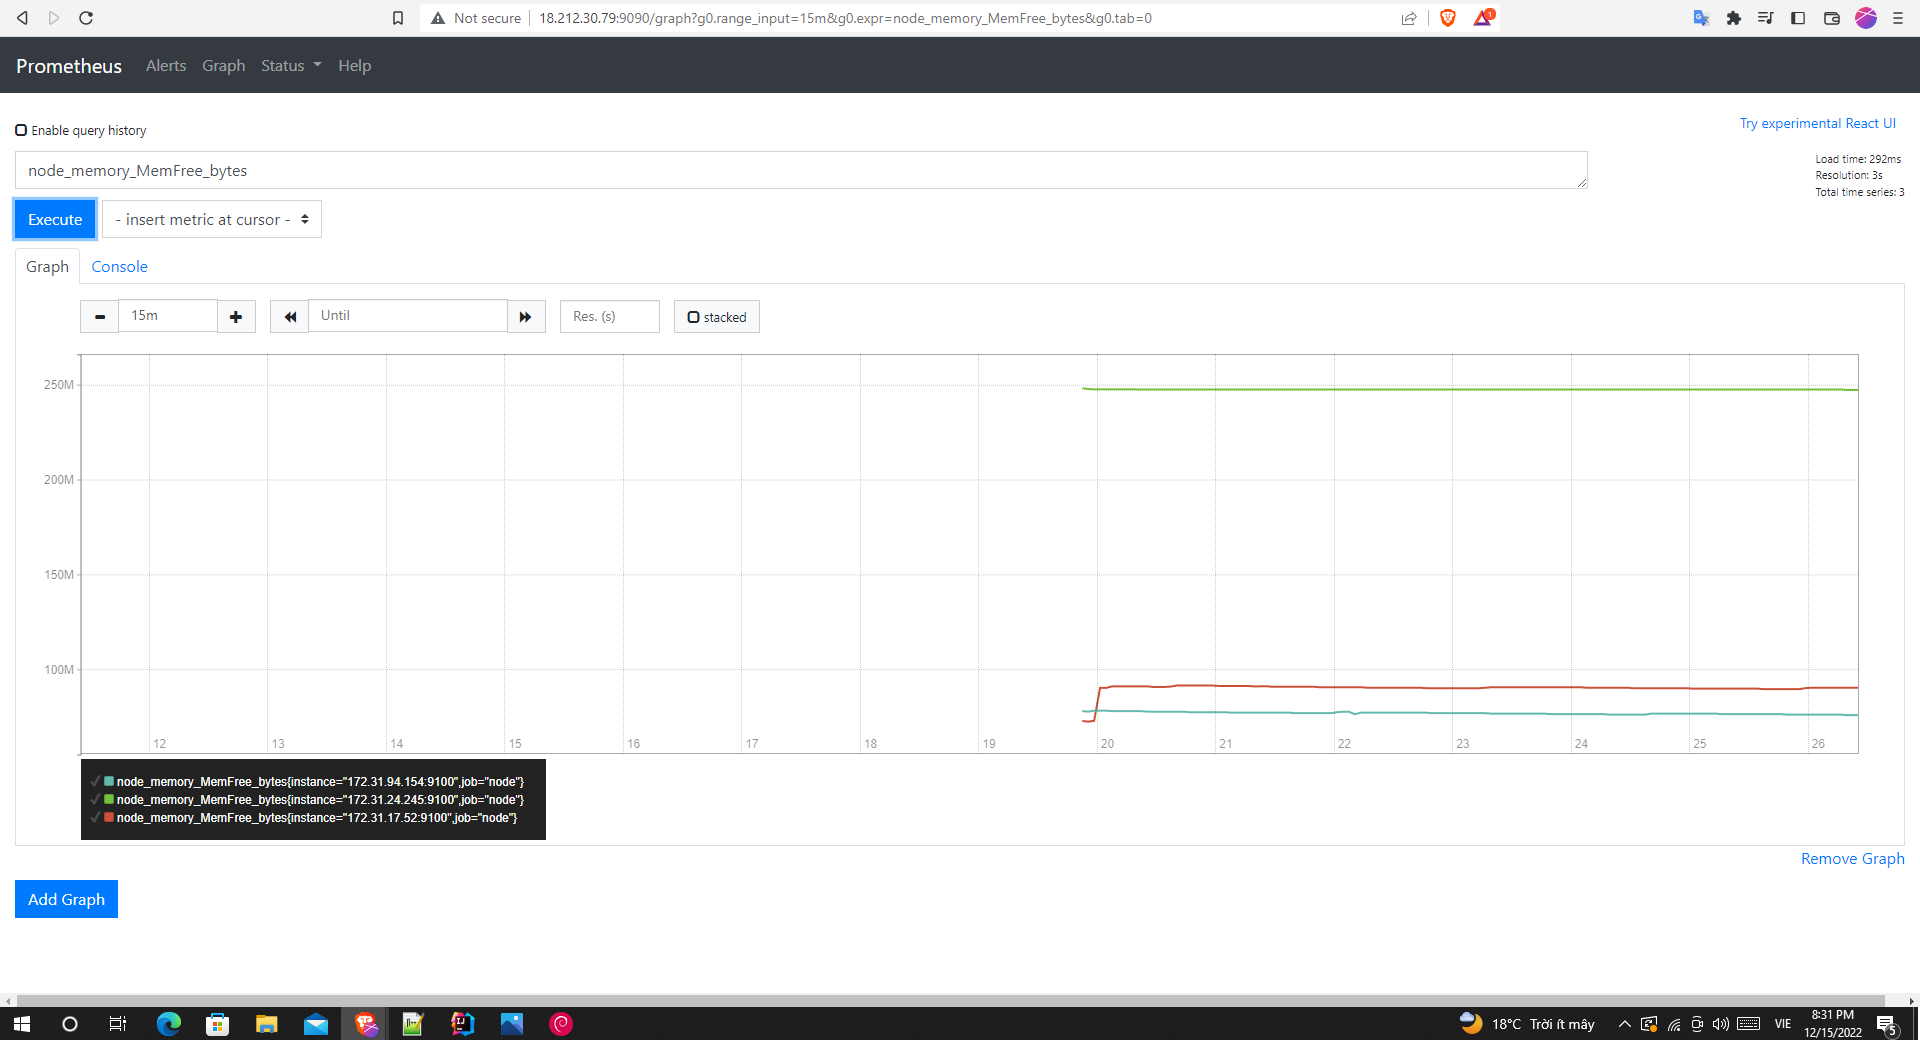 Not secure 18.212.30.79:9090/graph?g0.range_input=15m&g0.expr=node_memory_MemFree_bytes&g0.tab=0
1
Prometheus Alerts Graph Status Help
Enable query history
Try experimental React UI
node_memory_MemFree_bytes
Load time: 292ms
Resolution: 3s
Total time series: 3
Execute - insert metric at cursor -
Graph Console
15m Until Res. (s) stacked
250M
200M
150M
100M
12 13 14 15 16 17 18 19 20 21 22 23 24 25 26
node_memory_MemFree_bytes{instance="172.31.94.154:9100",job="node"}
node_memory_MemFree_bytes{instance="172.31.24.245:9100",job="node"}
node_memory_MemFree_bytes{instance="172.31.17.52:9100",job="node"}
Remove Graph
Add Graph
18°C Trời ít mây VIE 8:31 PM
12/15/2022 5